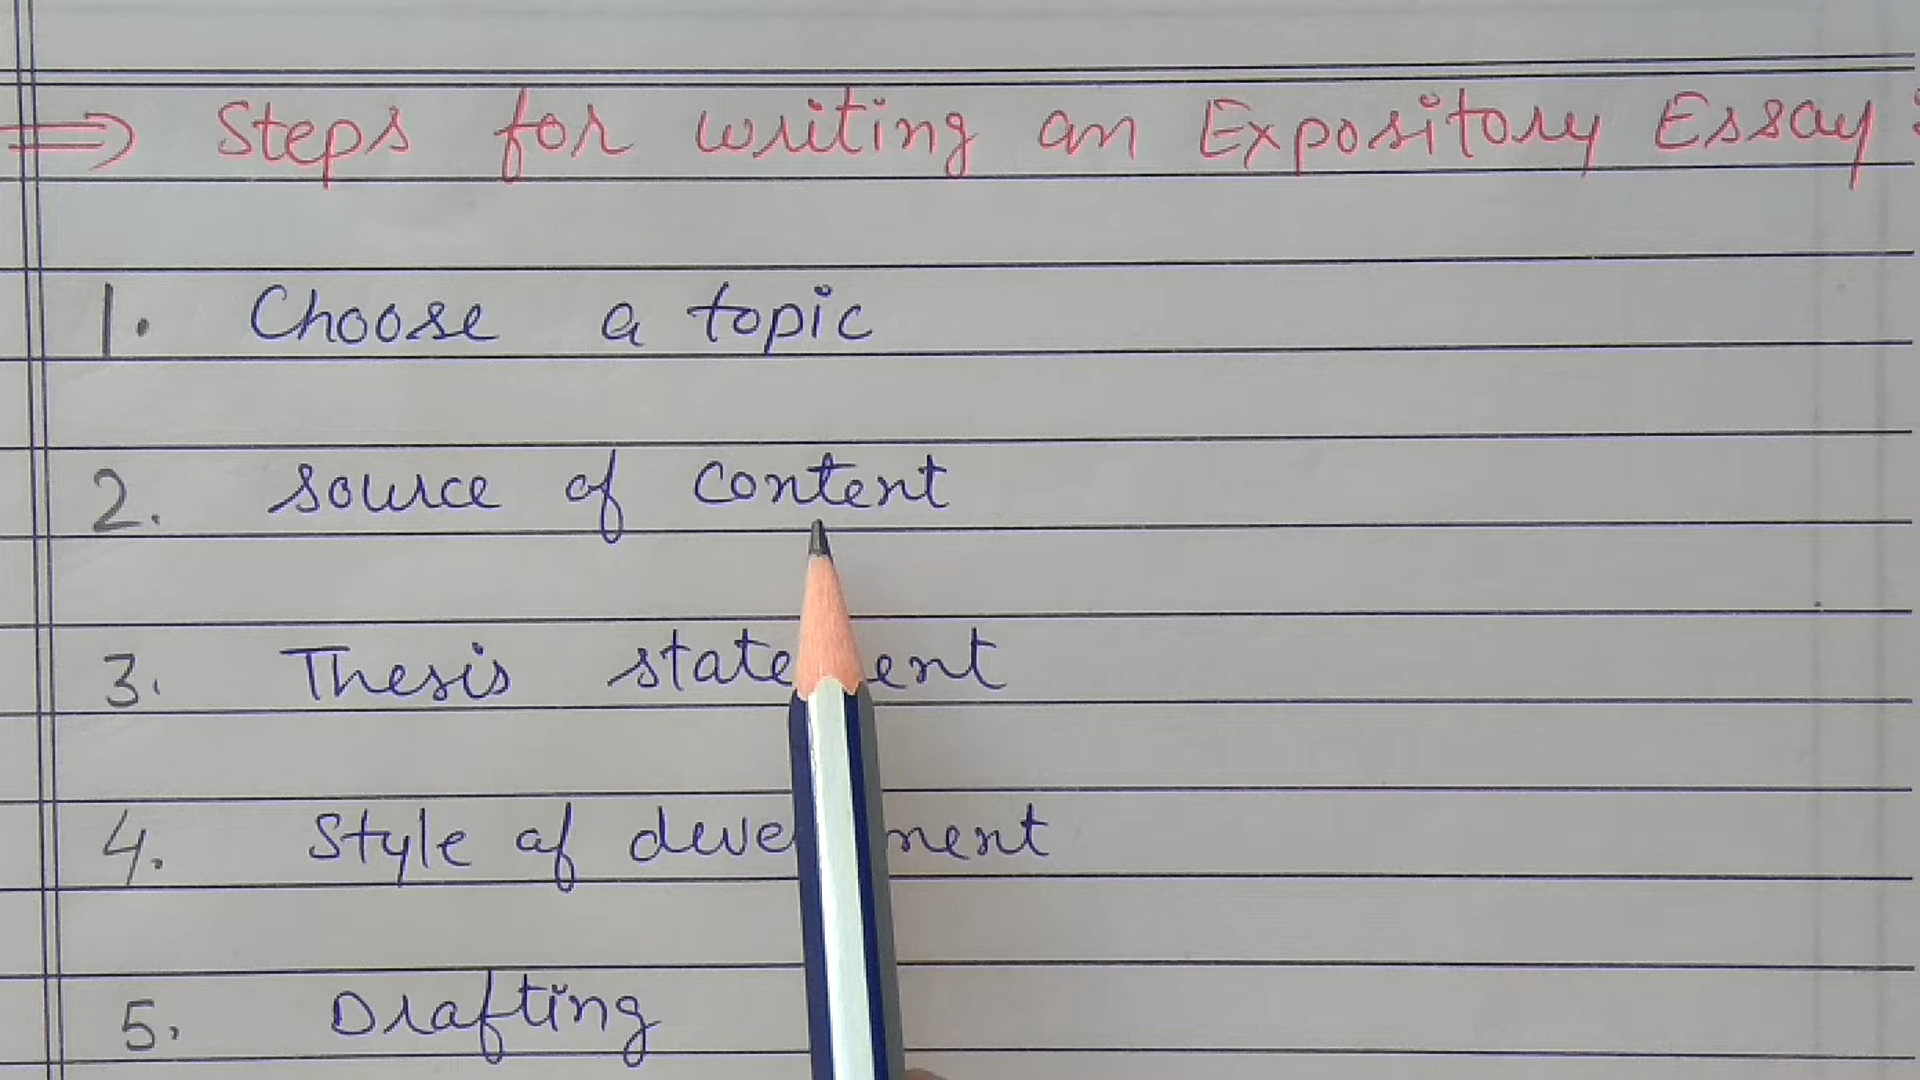 ⇒ Steps for writing an Expository Essay :
1. Choose a topic
2. source of content
3. Thesis
4. Style of
5. Drafting